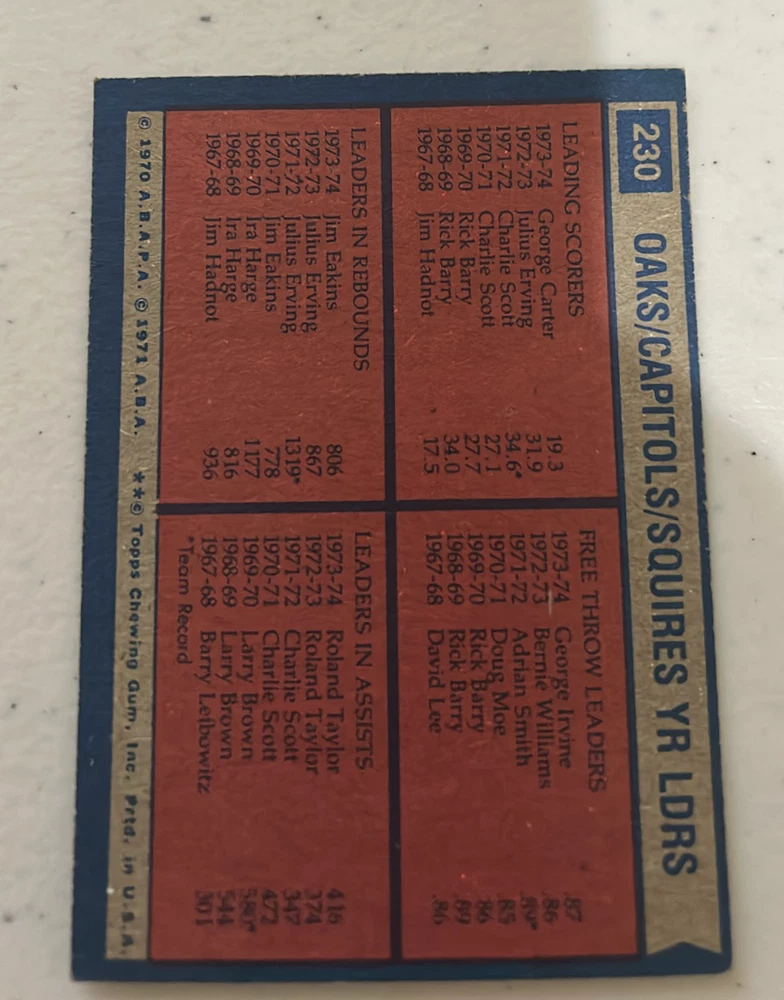 230 OAKS/CAPITOLS/SQUIRES YR LDRS
LEADING SCORERS
1973-74 George Carter 19.3
1972-73 Julius Erving 31.9
1971-72 Charlie Scott 34.6*
1970-71 Charlie Scott 27.1
1969-70 Rick Barry 27.7
1968-69 Rick Barry 34.0
1967-68 Jim Hadnot 17.5
FREE THROW LEADERS
1973-74 George Irvine .87
1972-73 Bernie Williams .86
1971-72 Adrian Smith .89*
1970-71 Doug Moe .85
1969-70 Rick Barry .86
1968-69 Rick Barry .89
1967-68 David Lee .86
LEADERS IN REBOUNDS
1973-74 Jim Eakins 806
1972-73 Julius Erving 867
1971-72 Julius Erving 1319*
1970-71 Jim Eakins 778
1969-70 Ira Harge 1177
1968-69 Ira Harge 816
1967-68 Jim Hadnot 936
LEADERS IN ASSISTS
1973-74 Roland Taylor 416
1972-73 Roland Taylor 374
1971-72 Charlie Scott 347
1970-71 Charlie Scott 472
1969-70 Larry Brown 580*
1968-69 Larry Brown 544
1967-68 Barry Leibowitz 301
*Team Record
© 1970 A.B.A.P.A. © 1971 A.B.A. **© Topps Chewing Gum, Inc. Prtd. in U.S.A.